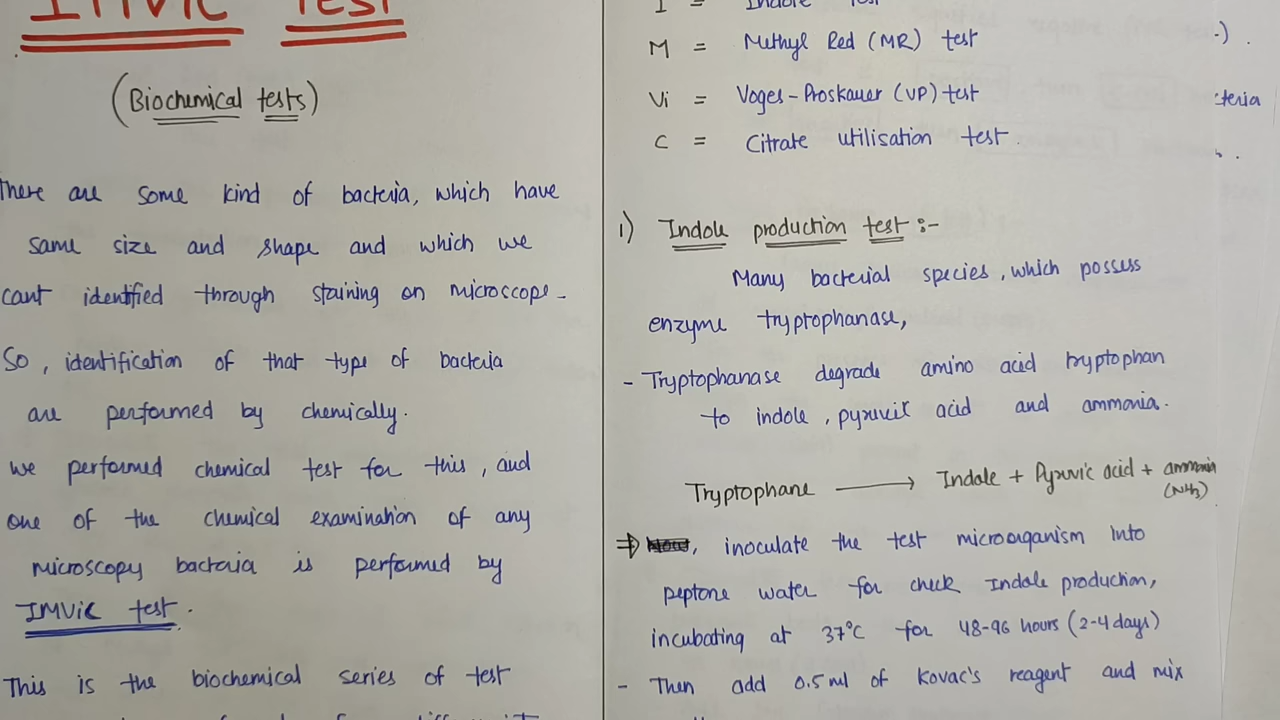 IMViC TEST
(Biochemical tests)
There are some kind of bacteria, which have
same size and shape and which we
cant identified through staining on microscope-
So, identification of that type of bacteria
are performed by chemically.
we performed chemical test for this, and
one of the chemical examination of any
microscopy bacteria is performed by
IMViC test.
This is the biochemical series of test
I = Indole test
M = Methyl Red (MR) test
Vi = Voges-Proskauer (VP) test
C = Citrate utilisation test
1) Indole production test :-
Many bacterial species, which possess
enzyme tryptophanase,
- Tryptophanase degrade amino acid tryptophan
to indole, pyruvic acid and ammonia.
Tryptophane → Indole + Pyruvic acid + ammonia
(NH3)
⇒ , inoculate the test microorganism into
peptone water for check Indole production,
incubating at 37°C for 48-96 hours (2-4 days)
- Then add 0.5 ml of Kovac's reagent and mix
-) .
teria